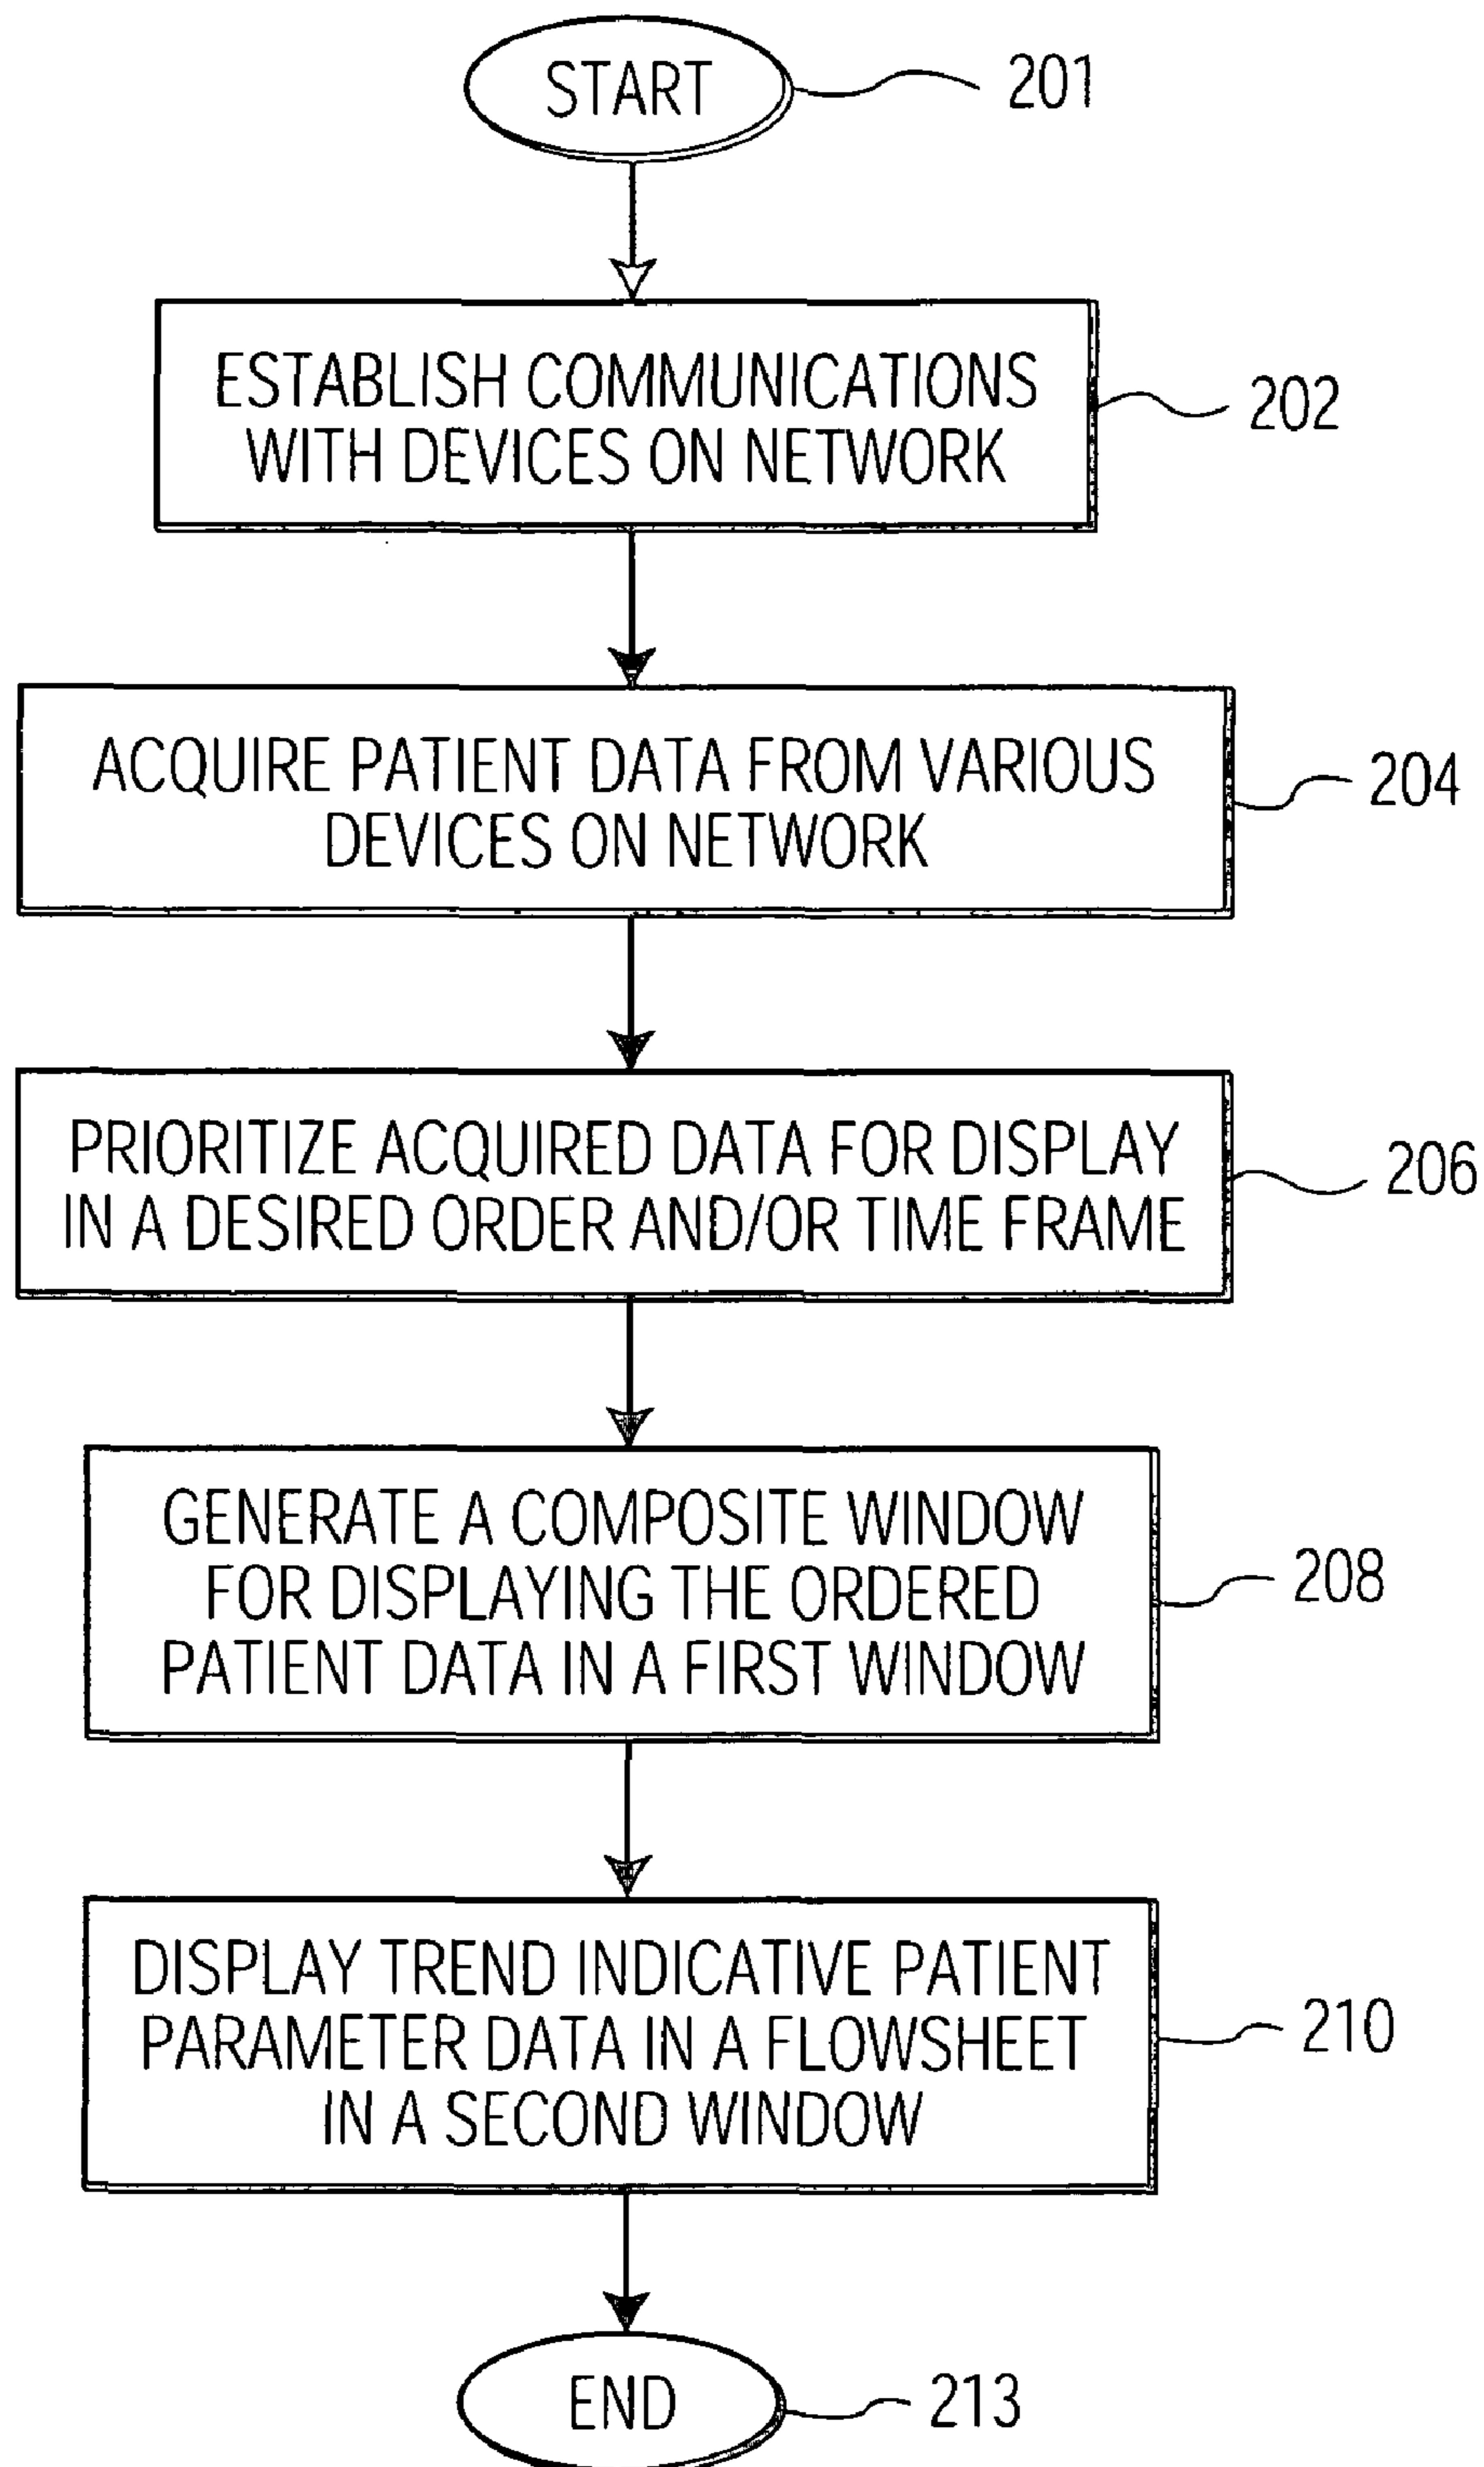 START
201
ESTABLISH COMMUNICATIONS
WITH DEVICES ON NETWORK
202
ACQUIRE PATIENT DATA FROM VARIOUS
DEVICES ON NETWORK
204
PRIORITIZE ACQUIRED DATA FOR DISPLAY
IN A DESIRED ORDER AND/OR TIME FRAME
206
GENERATE A COMPOSITE WINDOW
FOR DISPLAYING THE ORDERED
PATIENT DATA IN A FIRST WINDOW
208
DISPLAY TREND INDICATIVE PATIENT
PARAMETER DATA IN A FLOWSHEET
IN A SECOND WINDOW
210
END
213